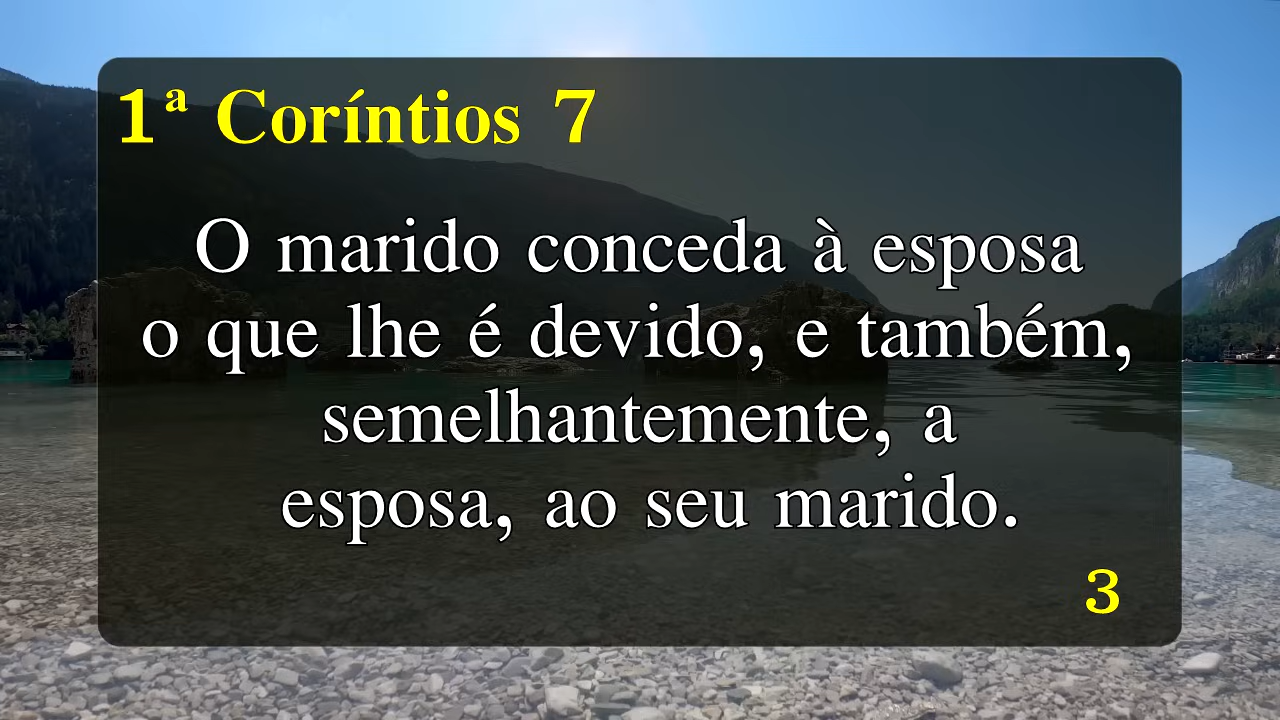 1ª Coríntios 7
O marido conceda à esposa
o que lhe é devido, e também,
semelhantemente, a
esposa, ao seu marido.
3